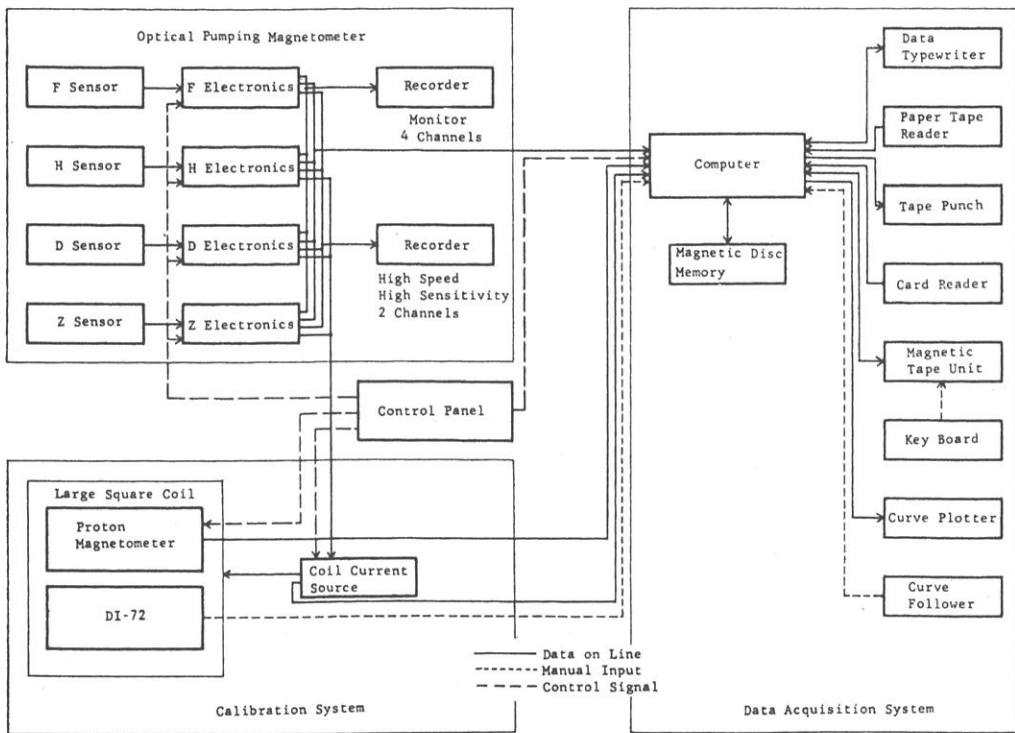 Optical Pumping Magnetometer
F Sensor
F Electronics
Recorder
Monitor
4 Channels
H Sensor
H Electronics
D Sensor
D Electronics
Recorder
High Speed
High Sensitivity
2 Channels
Z Sensor
Z Electronics
Control Panel
Large Square Coil
Proton
Magnetometer
DI-72
Coil Current
Source
Calibration System
Data on Line
Manual Input
Control Signal
Computer
Magnetic Disc
Memory
Data
Typewriter
Paper Tape
Reader
Tape Punch
Card Reader
Magnetic
Tape Unit
Key Board
Curve Plotter
Curve
Follower
Data Acquisition System